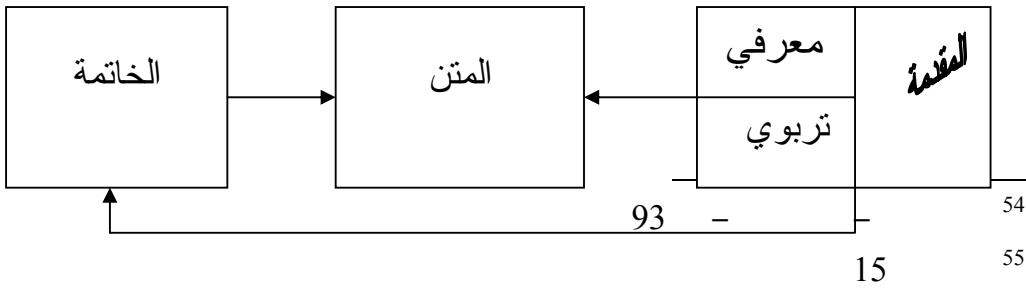 المقدمة
معرفي
تربوي
المتن
الخاتمة
54
– – 93
55
15